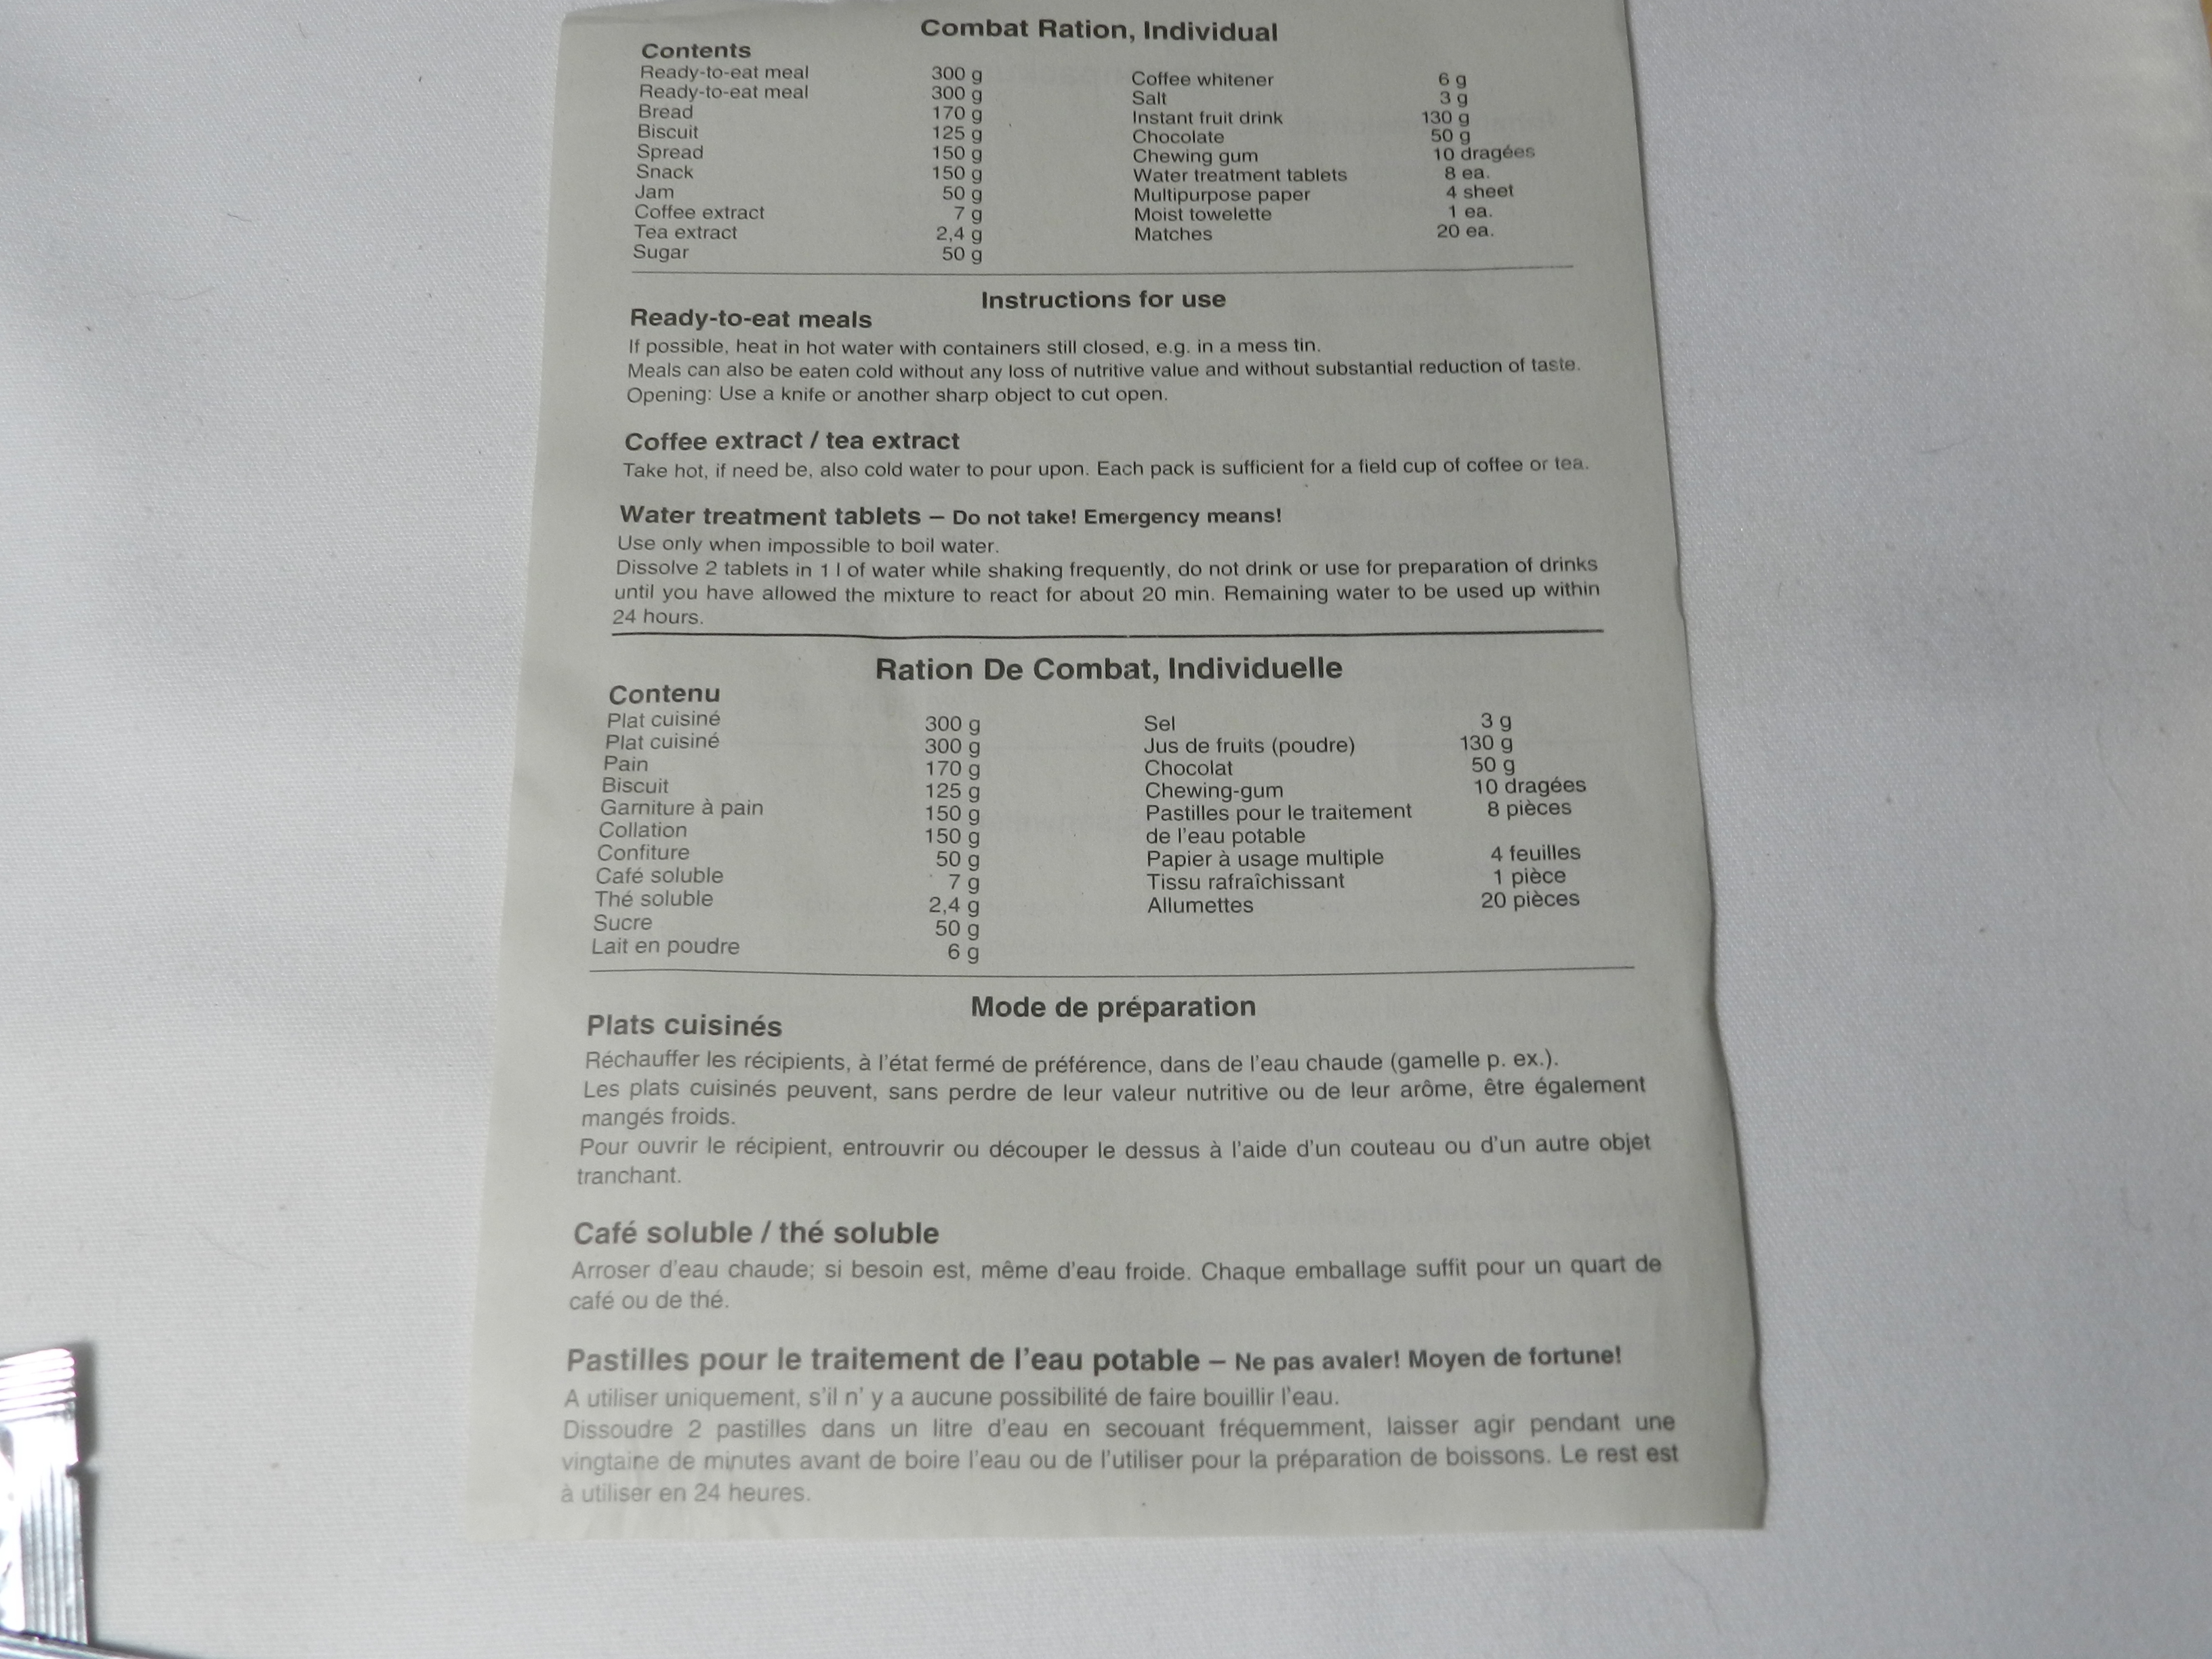 Combat Ration, Individual
Contents
Ready-to-eat meal 300 g Coffee whitener 6 g
Ready-to-eat meal 300 g Salt 3 g
Bread 170 g Instant fruit drink 130 g
Biscuit 125 g Chocolate 50 g
Spread 150 g Chewing gum 10 dragées
Snack 150 g Water treatment tablets 8 ea.
Jam 50 g Multipurpose paper 4 sheet
Coffee extract 7 g Moist towelette 1 ea.
Tea extract 2,4 g Matches 20 ea.
Sugar 50 g
Instructions for use
Ready-to-eat meals
If possible, heat in hot water with containers still closed, e.g. in a mess tin.
Meals can also be eaten cold without any loss of nutritive value and without substantial reduction of taste.
Opening: Use a knife or another sharp object to cut open.
Coffee extract / tea extract
Take hot, if need be, also cold water to pour upon. Each pack is sufficient for a field cup of coffee or tea.
Water treatment tablets – Do not take! Emergency means!
Use only when impossible to boil water.
Dissolve 2 tablets in 1 l of water while shaking frequently, do not drink or use for preparation of drinks
until you have allowed the mixture to react for about 20 min. Remaining water to be used up within
24 hours.
Ration De Combat, Individuelle
Contenu
Plat cuisiné 300 g Sel 3 g
Plat cuisiné 300 g Jus de fruits (poudre) 130 g
Pain 170 g Chocolat 50 g
Biscuit 125 g Chewing-gum 10 dragées
Garniture à pain 150 g Pastilles pour le traitement 8 pièces
Collation 150 g de l'eau potable
Confiture 50 g Papier à usage multiple 4 feuilles
Café soluble 7 g Tissu rafraîchissant 1 pièce
Thé soluble 2,4 g Allumettes 20 pièces
Sucre 50 g
Lait en poudre 6 g
Mode de préparation
Plats cuisinés
Réchauffer les récipients, à l'état fermé de préférence, dans de l'eau chaude (gamelle p. ex.).
Les plats cuisinés peuvent, sans perdre de leur valeur nutritive ou de leur arôme, être également
mangés froids.
Pour ouvrir le récipient, entrouvrir ou découper le dessus à l'aide d'un couteau ou d'un autre objet
tranchant.
Café soluble / thé soluble
Arroser d'eau chaude; si besoin est, même d'eau froide. Chaque emballage suffit pour un quart de
café ou de thé.
Pastilles pour le traitement de l'eau potable – Ne pas avaler! Moyen de fortune!
A utiliser uniquement, s'il n' y a aucune possibilité de faire bouillir l'eau.
Dissoudre 2 pastilles dans un litre d'eau en secouant fréquemment, laisser agir pendant une
vingtaine de minutes avant de boire l'eau ou de l'utiliser pour la préparation de boissons. Le rest est
à utiliser en 24 heures.